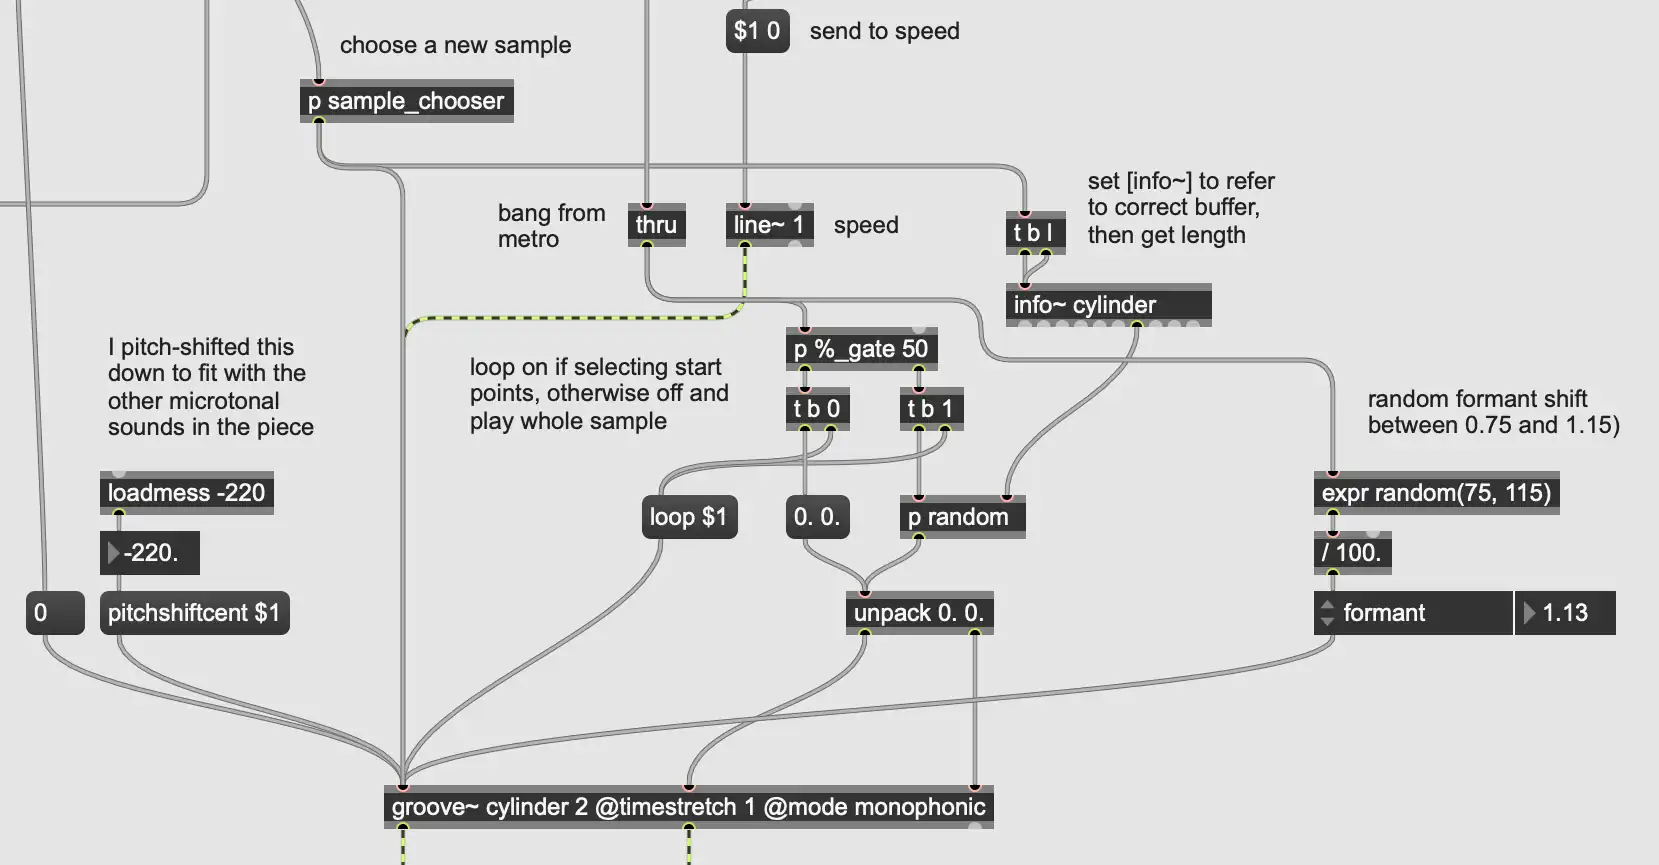 $1 0
send to speed
choose a new sample
p sample_chooser
set [info~] to refer
to correct buffer,
then get length
bang from
metro
thru
line~ 1
speed
t b l
info~ cylinder
I pitch-shifted this
down to fit with the
other microtonal
sounds in the piece
loop on if selecting start
points, otherwise off and
play whole sample
p %_gate 50
t b 0
t b 1
random formant shift
between 0.75 and 1.15)
loadmess -220
-220.
loop $1
0. 0.
p random
expr random(75, 115)
/ 100.
0
pitchshiftcent $1
unpack 0. 0.
formant
1.13
groove~ cylinder 2 @timestretch 1 @mode monophonic